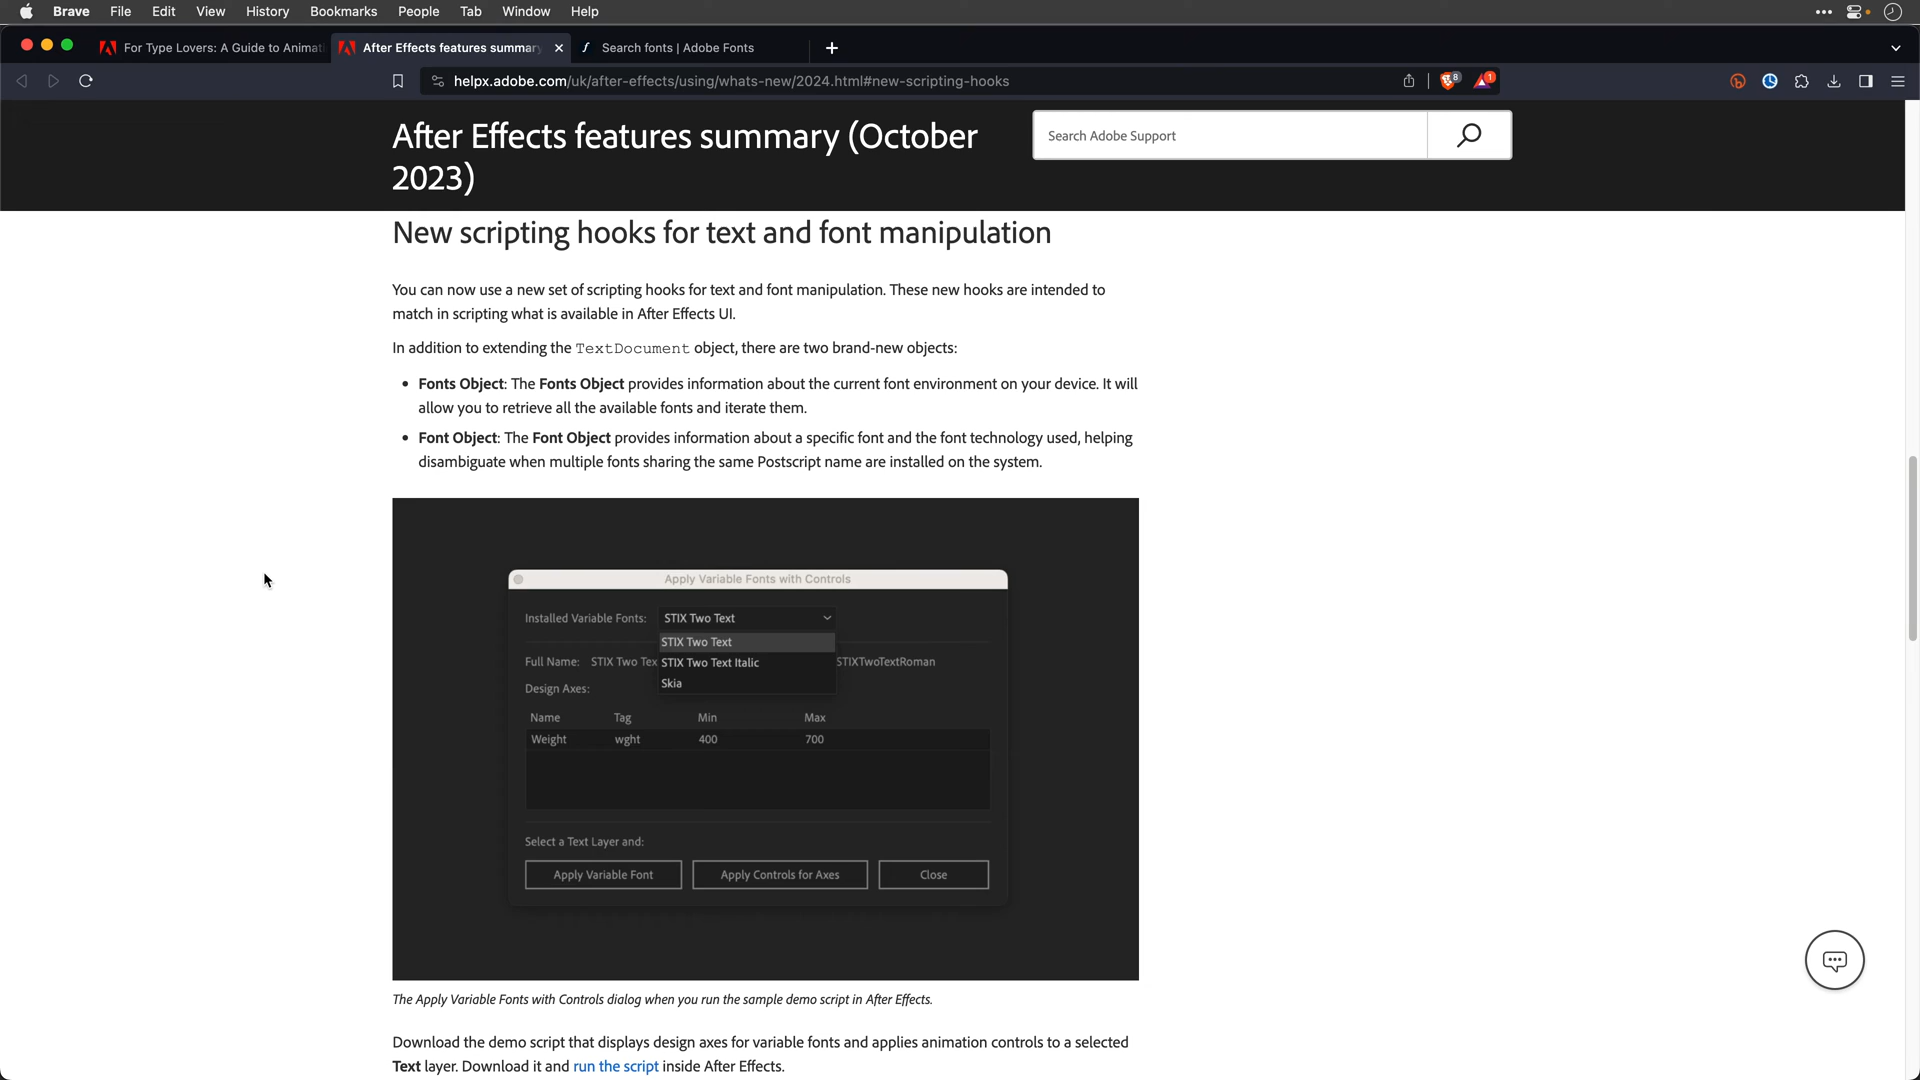 Brave File Edit View History Bookmarks People Tab Window Help
For Type Lovers: A Guide to Animati
After Effects features summary
Search fonts | Adobe Fonts
helpx.adobe.com/uk/after-effects/using/whats-new/2024.html#new-scripting-hooks
8
1
After Effects features summary (October
2023)
Search Adobe Support
New scripting hooks for text and font manipulation
You can now use a new set of scripting hooks for text and font manipulation. These new hooks are intended to
match in scripting what is available in After Effects UI.
In addition to extending the TextDocument object, there are two brand-new objects:
• Fonts Object: The Fonts Object provides information about the current font environment on your device. It will
allow you to retrieve all the available fonts and iterate them.
• Font Object: The Font Object provides information about a specific font and the font technology used, helping
disambiguate when multiple fonts sharing the same Postscript name are installed on the system.
Apply Variable Fonts with Controls
Installed Variable Fonts: STIX Two Text
STIX Two Text
Full Name: STIX Two Tex STIX Two Text Italic STIXTwoTextRoman
Skia
Design Axes:
Name Tag Min Max
Weight wght 400 700
Select a Text Layer and:
Apply Variable Font Apply Controls for Axes Close
The Apply Variable Fonts with Controls dialog when you run the sample demo script in After Effects.
Download the demo script that displays design axes for variable fonts and applies animation controls to a selected
Text layer. Download it and run the script inside After Effects.